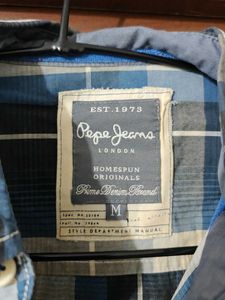 EST. 1973
Pepe Jeans
LONDON
HOMESPUN
ORIGINALS
Prime Denim Brand
M
STYLE DEPARTMENT MANUAL